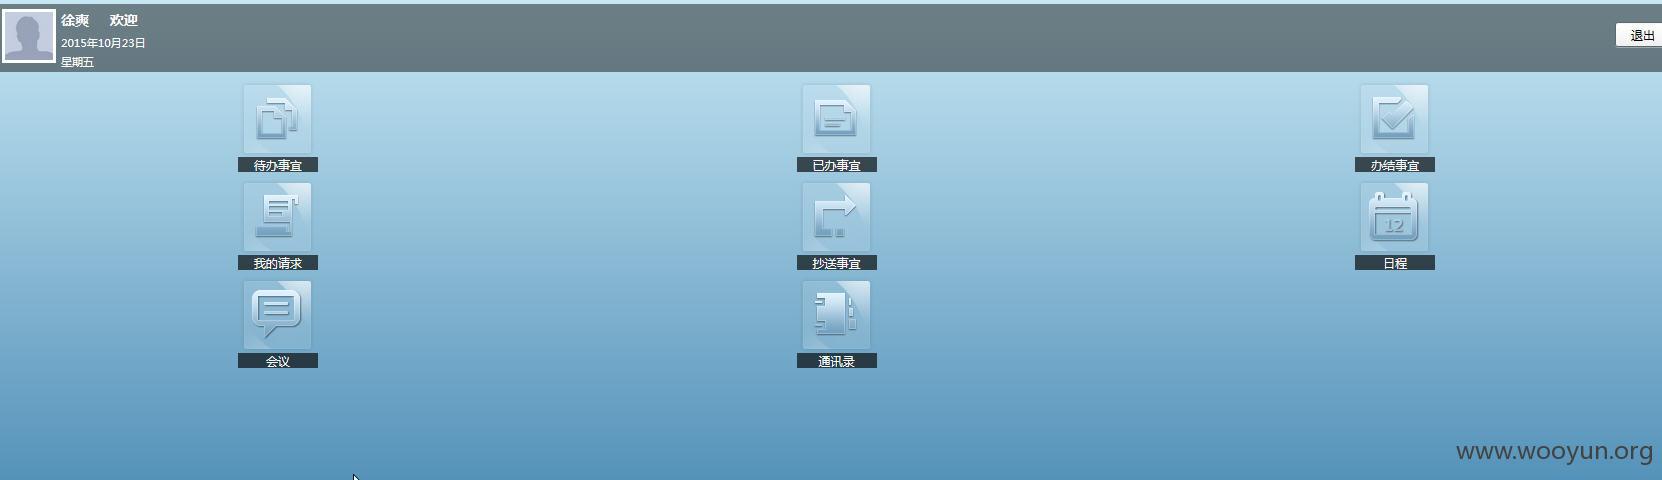 徐爽 欢迎
2015年10月23日
星期五
退出
待办事宜
已办事宜
办结事宜
我的请求
抄送事宜
12
日程
会议
通讯录
www.wooyun.org